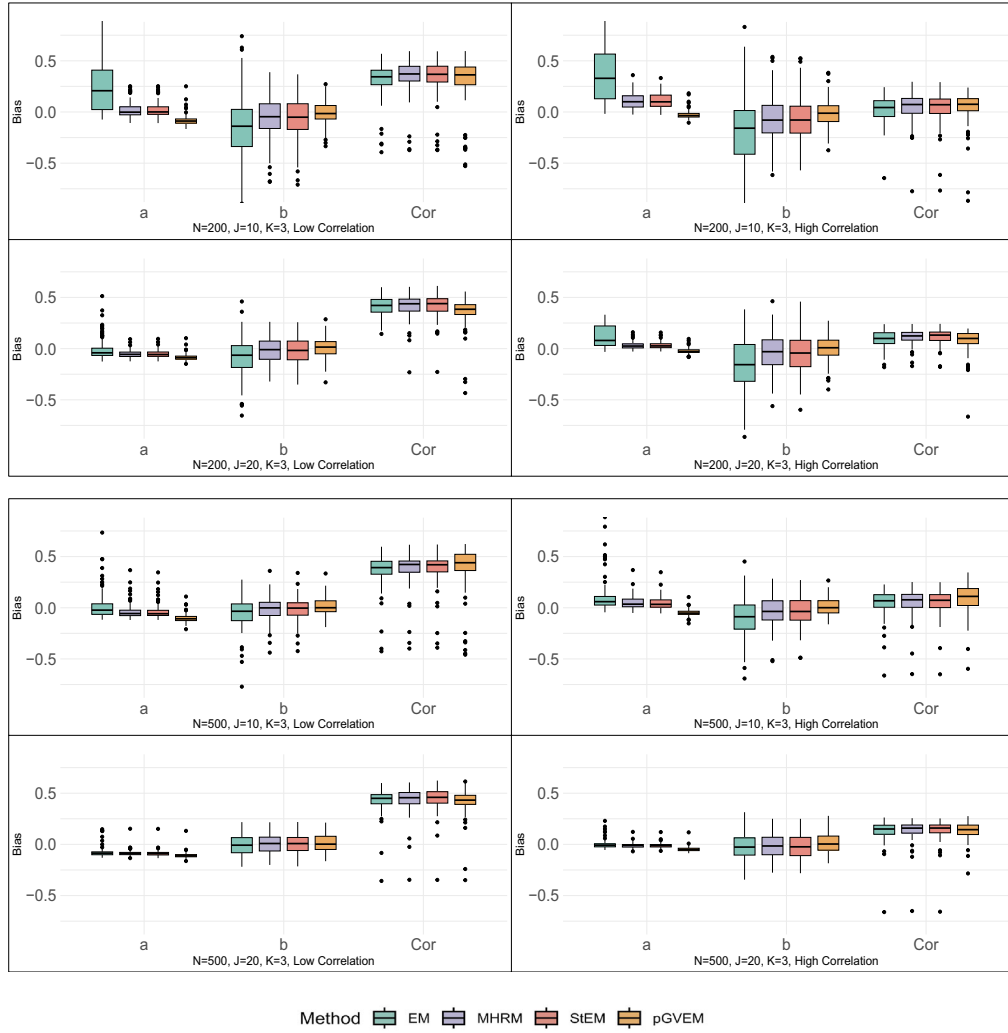 0.5
0.0
−0.5
Bias
a b Cor
N=200, J=10, K=3, Low Correlation
0.5
0.0
−0.5
Bias
a b Cor
N=200, J=10, K=3, High Correlation
0.5
0.0
−0.5
Bias
a b Cor
N=200, J=20, K=3, Low Correlation
0.5
0.0
−0.5
Bias
a b Cor
N=200, J=20, K=3, High Correlation
0.5
0.0
−0.5
Bias
a b Cor
N=500, J=10, K=3, Low Correlation
0.5
0.0
−0.5
Bias
a b Cor
N=500, J=10, K=3, High Correlation
0.5
0.0
−0.5
Bias
a b Cor
N=500, J=20, K=3, Low Correlation
0.5
0.0
−0.5
Bias
a b Cor
N=500, J=20, K=3, High Correlation
Method EM MHRM StEM pGVEM